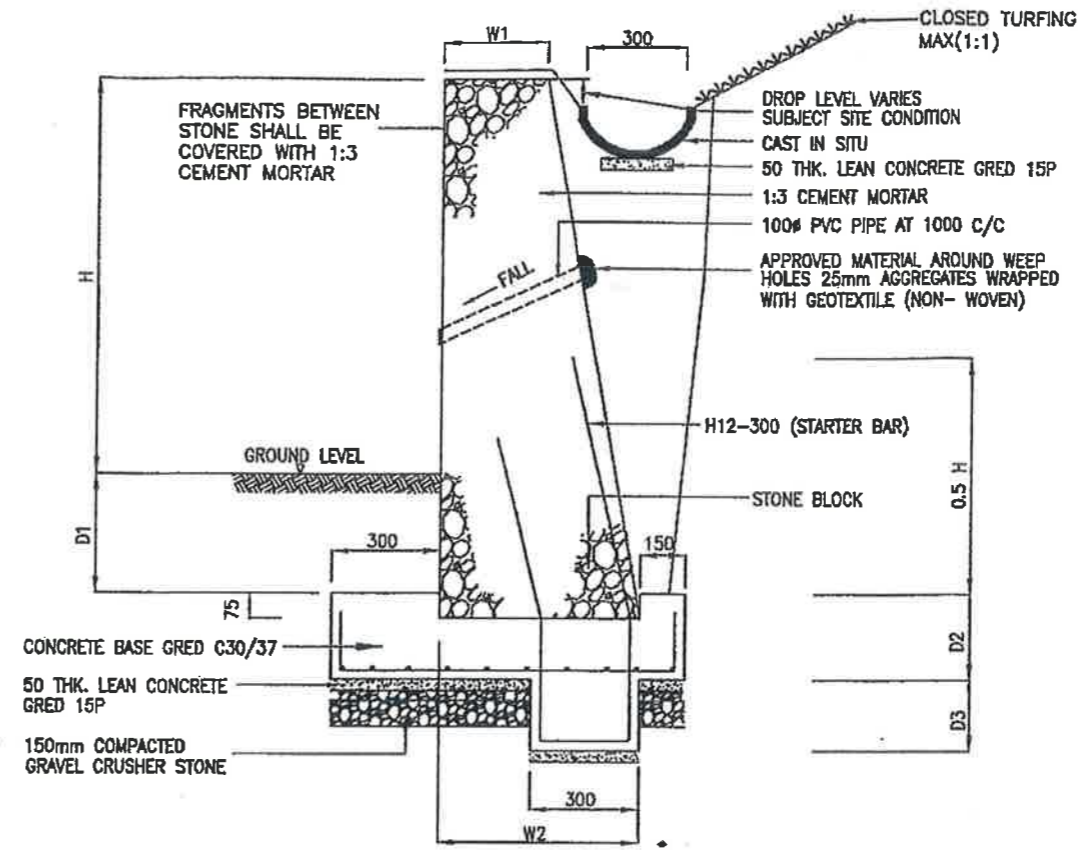 CLOSED TURFING
MAX(1:1)
W1
300
FRAGMENTS BETWEEN
STONE SHALL BE
COVERED WITH 1:3
CEMENT MORTAR
DROP LEVEL VARIES
SUBJECT SITE CONDITION
CAST IN SITU
50 THK. LEAN CONCRETE GRED 15P
1:3 CEMENT MORTAR
100ø PVC PIPE AT 1000 C/C
APPROVED MATERIAL AROUND WEEP
HOLES 25mm AGGREGATES WRAPPED
WITH GEOTEXTILE (NON- WOVEN)
H
FALL
H12-300 (STARTER BAR)
GROUND LEVEL
STONE BLOCK
0.5 H
D1
300
150
75
CONCRETE BASE GRED C30/37
D2
50 THK. LEAN CONCRETE
GRED 15P
D3
150mm COMPACTED
GRAVEL CRUSHER STONE
300
W2